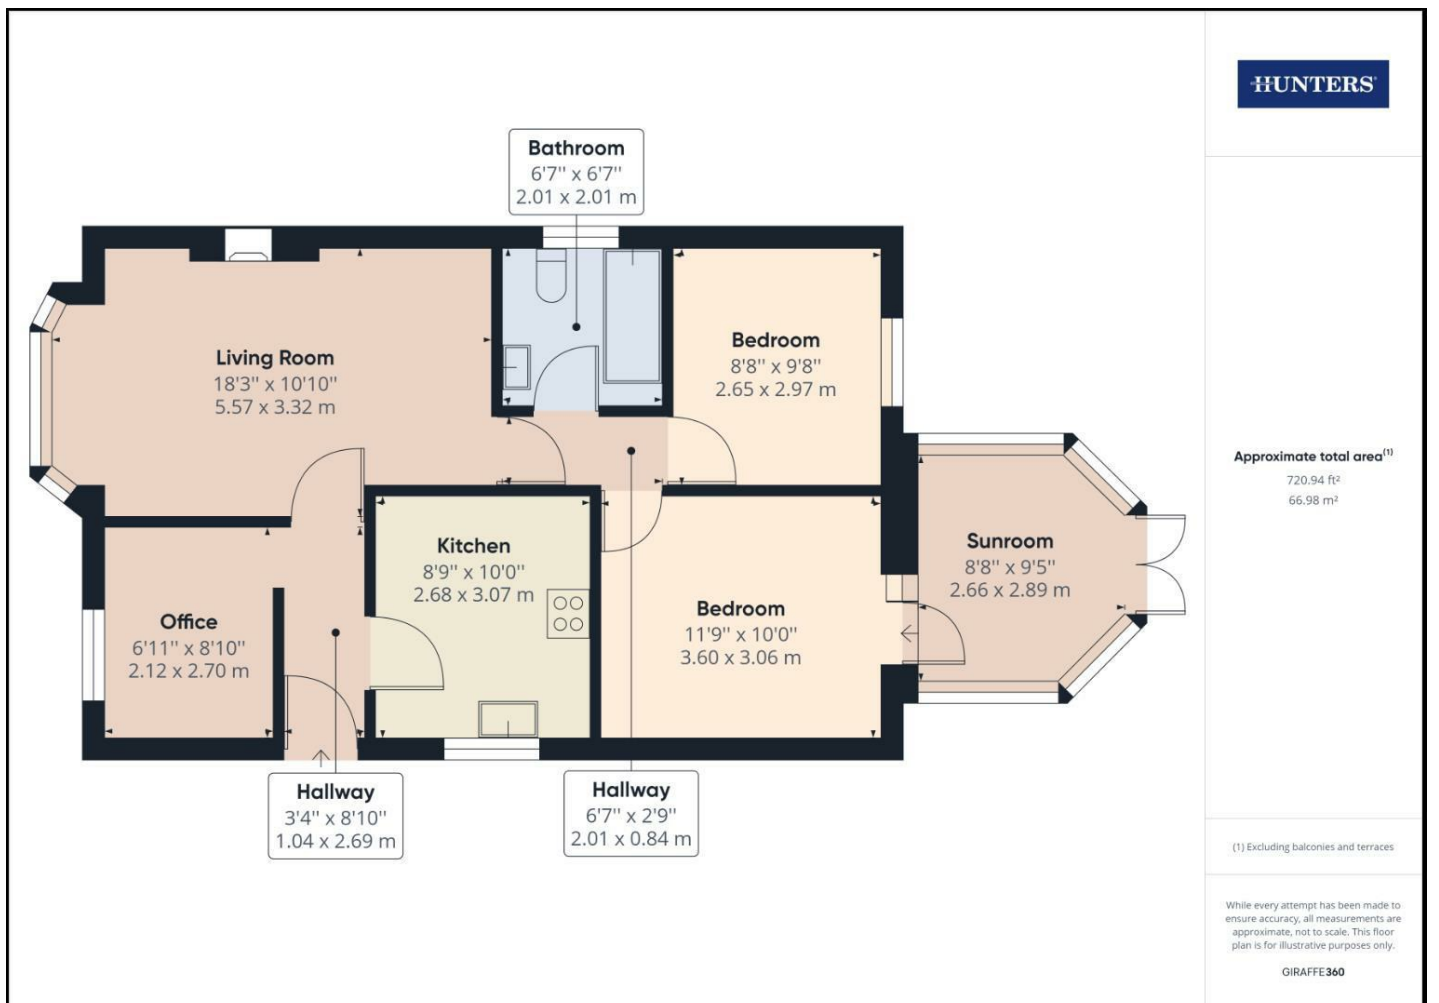 HUNTERS
Bathroom
6'7'' x 6'7''
2.01 x 2.01 m
Living Room
18'3'' x 10'10''
5.57 x 3.32 m
Bedroom
8'8'' x 9'8''
2.65 x 2.97 m
Kitchen
8'9'' x 10'0''
2.68 x 3.07 m
Sunroom
8'8'' x 9'5''
2.66 x 2.89 m
Office
6'11'' x 8'10''
2.12 x 2.70 m
Bedroom
11'9'' x 10'0''
3.60 x 3.06 m
Hallway
3'4'' x 8'10''
1.04 x 2.69 m
Hallway
6'7'' x 2'9''
2.01 x 0.84 m
Approximate total area(1)
720.94 ft²
66.98 m²
(1) Excluding balconies and terraces
While every attempt has been made to
ensure accuracy, all measurements are
approximate, not to scale. This floor
plan is for illustrative purposes only.
GIRAFFE360